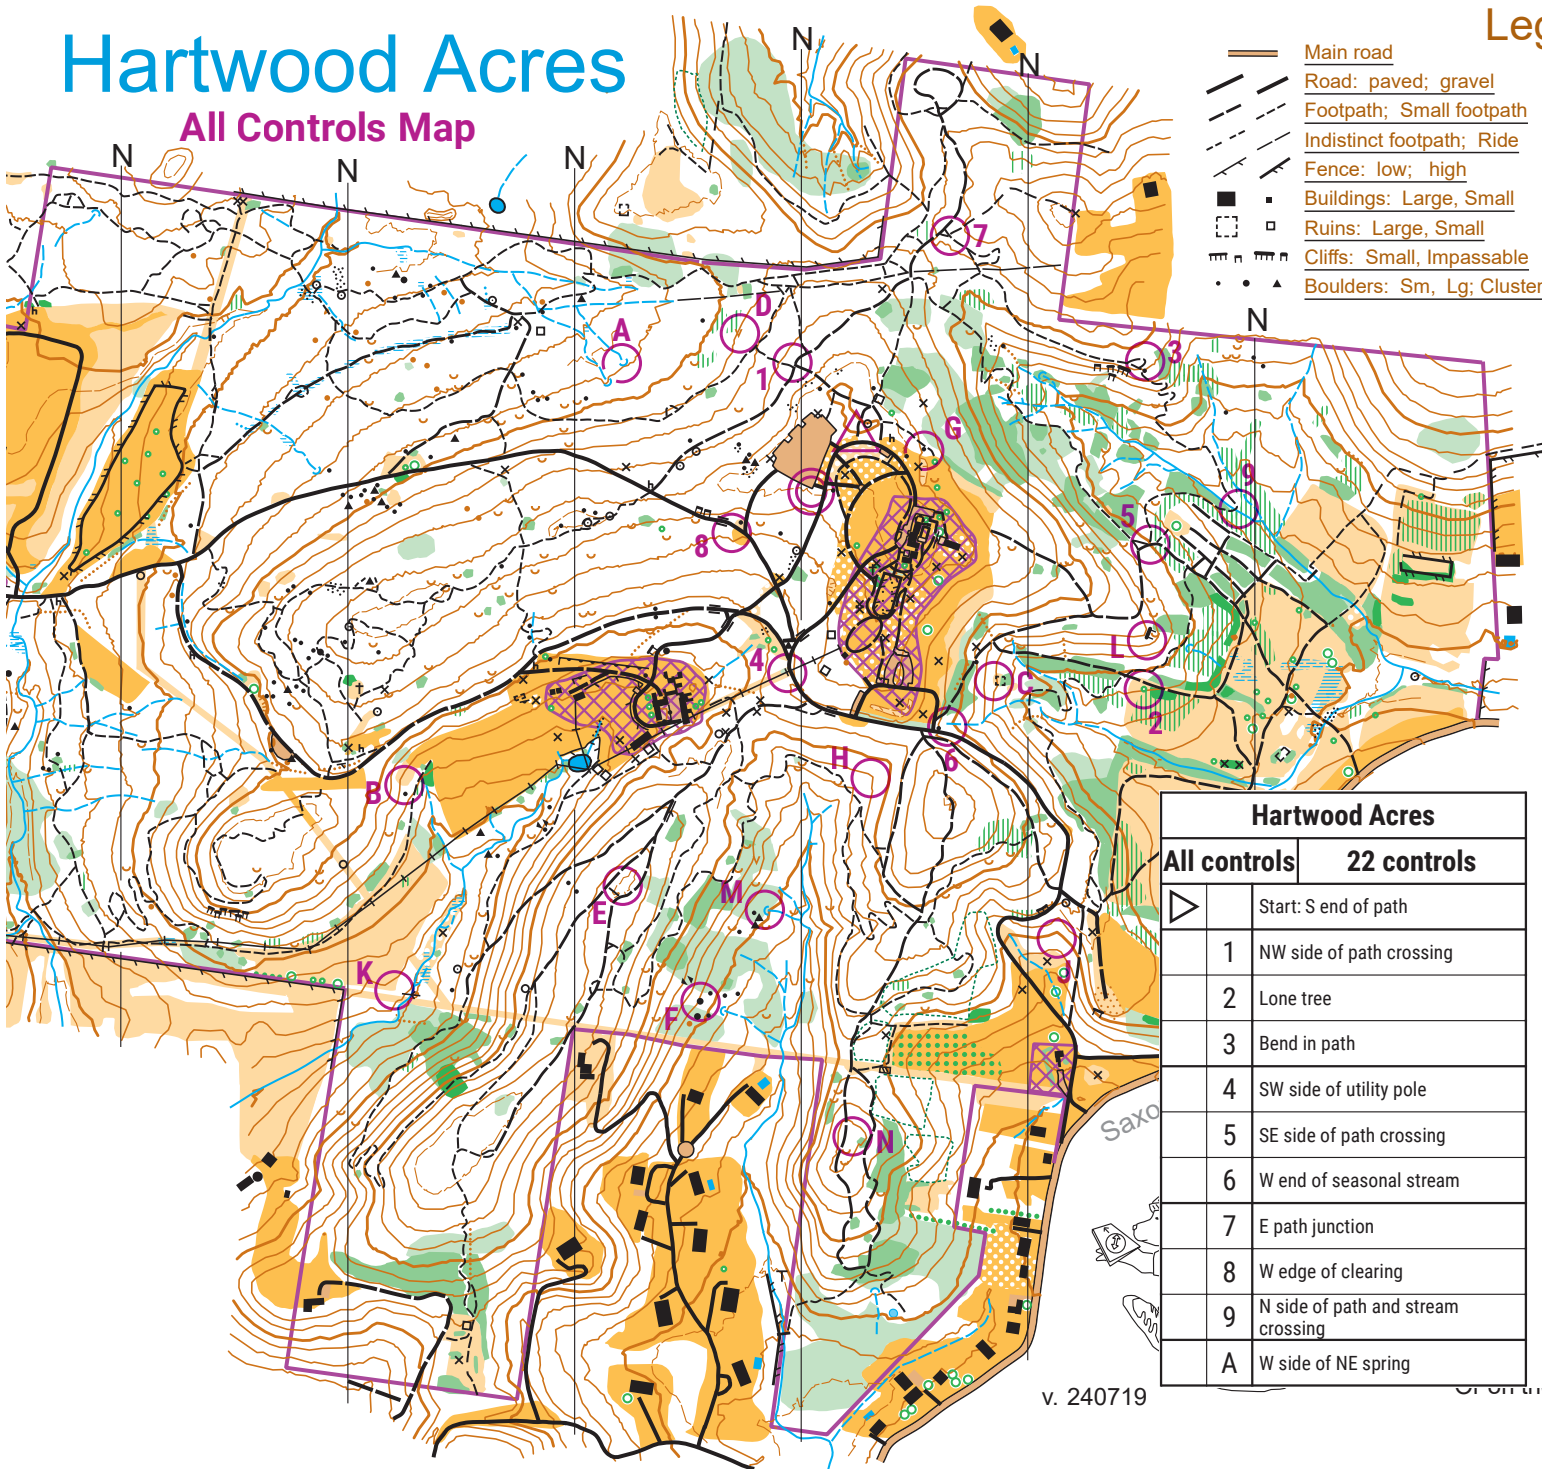 Hartwood Acres
All Controls Map
N
N
N
N
N
N
Main road
Road: paved; gravel
Footpath; Small footpath
Indistinct footpath; Ride
Fence: low; high
Buildings: Large, Small
Ruins: Large, Small
Cliffs: Small, Impassable
Boulders: Sm, Lg; Cluster
7
D
A
1
3
G
9
5
8
L
4
C
2
6
H
B
M
E
K
J
F
N
Hartwood Acres
All controls 22 controls
Start: S end of path
1 NW side of path crossing
2 Lone tree
3 Bend in path
4 SW side of utility pole
5 SE side of path crossing
6 W end of seasonal stream
7 E path junction
8 W edge of clearing
9 N side of path and stream
crossing
A W side of NE spring
v. 240719